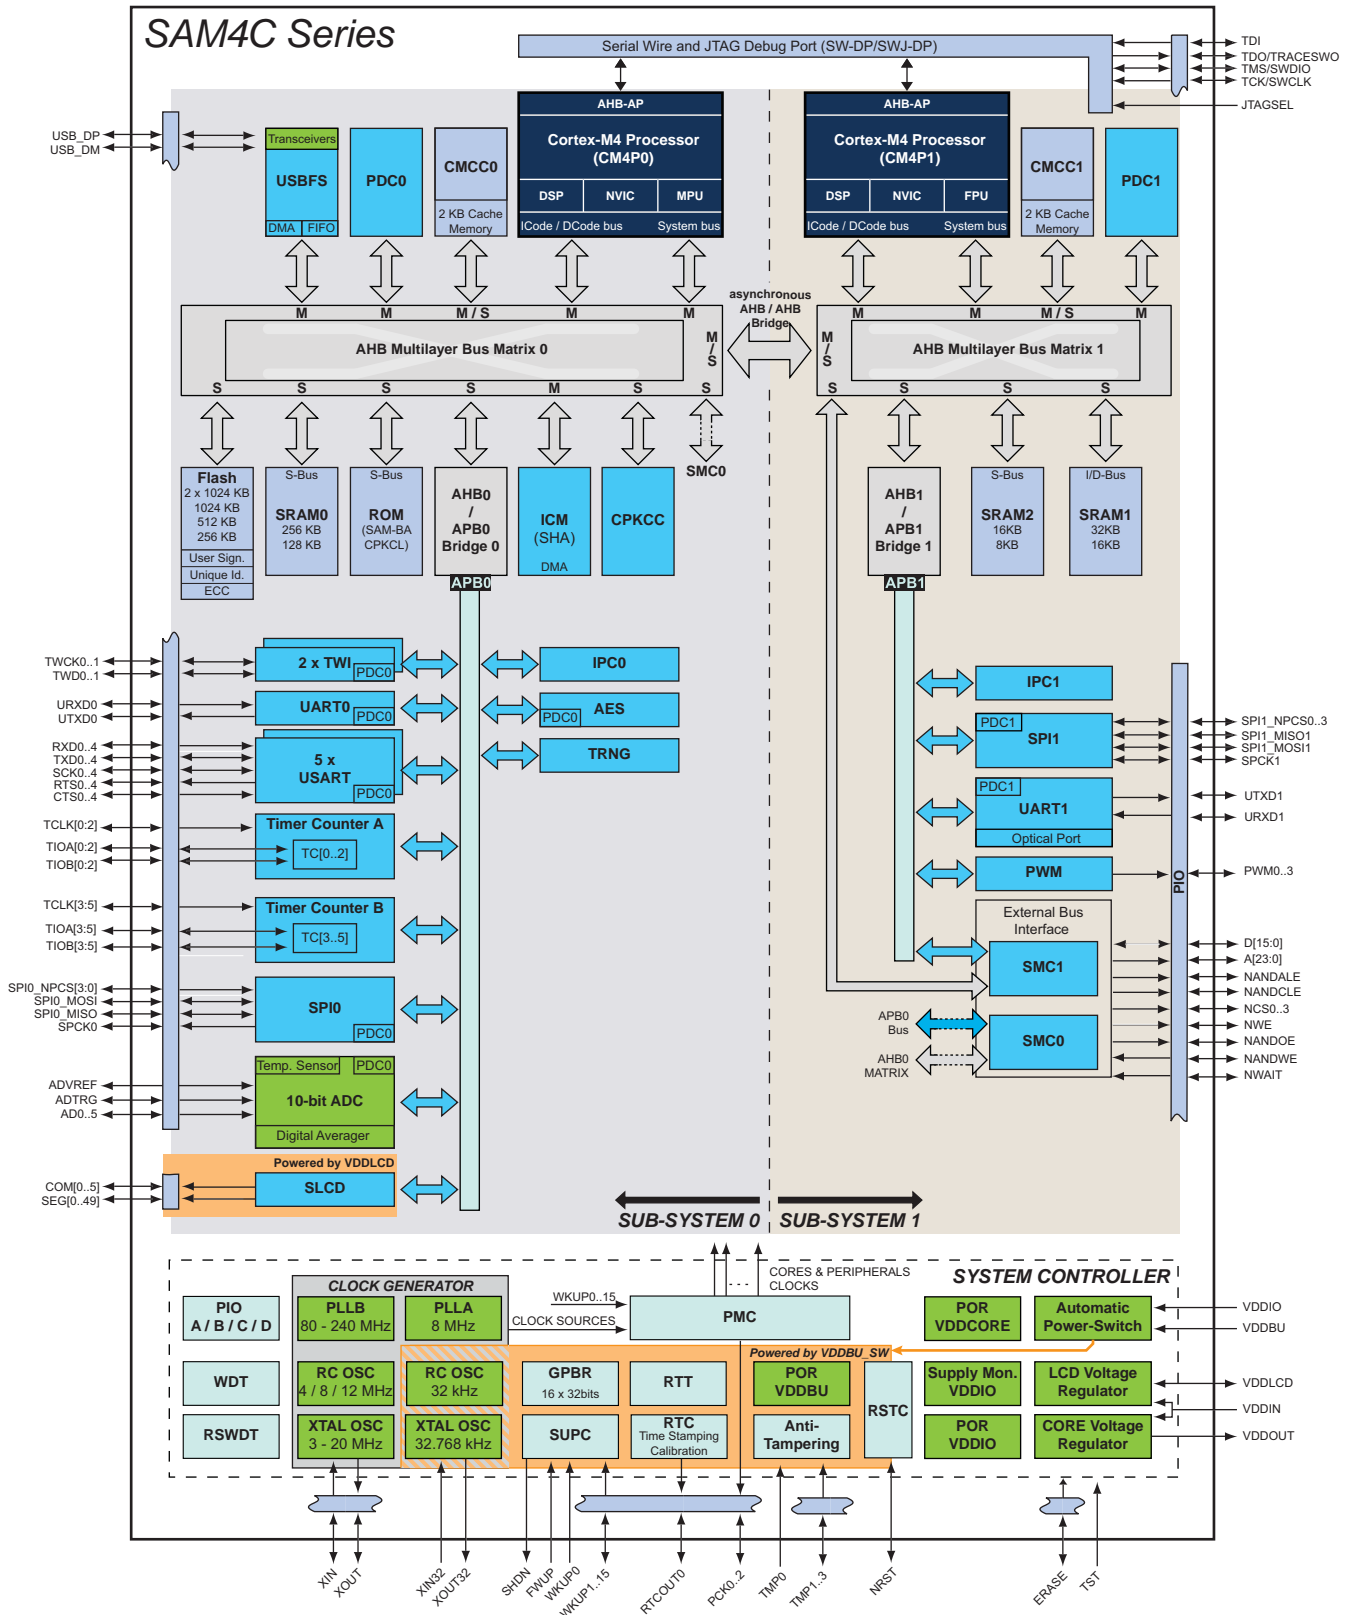 SAM4C Series
Serial Wire and JTAG Debug Port (SW-DP/SWJ-DP)
TDI
TDO/TRACESWO
TMS/SWDIO
TCK/SWCLK
JTAGSEL
USB_DP
USB_DM
Transceivers
USBFS
DMA
FIFO
PDC0
CMCC0
2 KB Cache
Memory
AHB-AP
Cortex-M4 Processor
(CM4P0)
DSP
NVIC
MPU
ICode / DCode bus
System bus
AHB-AP
Cortex-M4 Processor
(CM4P1)
DSP
NVIC
FPU
ICode / DCode bus
System bus
CMCC1
2 KB Cache
Memory
PDC1
M
M
M / S
M
M
M / S
AHB Multilayer Bus Matrix 0
S
S
S
S
M
S
S
asynchronous
AHB / AHB
Bridge
M
M
M / S
M
M / S
AHB Multilayer Bus Matrix 1
S
S
S
S
Flash
2 x 1024 KB
1024 KB
512 KB
256 KB
User Sign.
Unique Id.
ECC
S-Bus
SRAM0
256 KB
128 KB
S-Bus
ROM
(SAM-BA
CPKCL)
AHB0
/
APB0
Bridge 0
APB0
ICM
(SHA)
DMA
CPKCC
SMC0
AHB1
/
APB1
Bridge 1
APB1
S-Bus
SRAM2
16KB
8KB
I/D-Bus
SRAM1
32KB
16KB
TWCK0..1
TWD0..1
URXD0
UTXD0
RXD0..4
TXD0..4
SCK0..4
RTS0..4
CTS0..4
TCLK[0:2]
TIOA[0:2]
TIOB[0:2]
TCLK[3:5]
TIOA[3:5]
TIOB[3:5]
SPI0_NPCS[3:0]
SPI0_MOSI
SPI0_MISO
SPCK0
ADVREF
ADTRG
AD0..5
COM[0..5]
SEG[0..49]
2 x TWI
PDC0
UART0
PDC0
5 x
USART
PDC0
Timer Counter A
TC[0..2]
Timer Counter B
TC[3..5]
SPI0
PDC0
Temp. Sensor
PDC0
10-bit ADC
Digital Averager
Powered by VDDLCD
SLCD
IPC0
AES
PDC0
TRNG
IPC1
PDC1
SPI1
PDC1
UART1
Optical Port
PWM
External Bus
Interface
SMC1
SMC0
APB0
Bus
AHB0
MATRIX
PIO
SPI1_NPCS0..3
SPI1_MISO1
SPI1_MOSI1
SPCK1
UTXD1
URXD1
PWM0..3
D[15:0]
A[23:0]
NANDALE
NANDCLE
NCS0..3
NWE
NANDOE
NANDWE
NWAIT
SUB-SYSTEM 0
SUB-SYSTEM 1
CORES & PERIPHERALS
CLOCKS
SYSTEM CONTROLLER
CLOCK GENERATOR
PIO
A / B / C / D
WDT
RSWDT
PLLB
80 - 240 MHz
PLLA
8 MHz
RC OSC
4 / 8 / 12 MHz
RC OSC
32 kHz
XTAL OSC
3 - 20 MHz
XTAL OSC
32.768 kHz
WKUP0..15
CLOCK SOURCES
PMC
Powered by VDDBU_SW
GPBR
16 x 32bits
RTT
POR
VDDBU
SUPC
RTC
Time Stamping
Calibration
Anti-
Tampering
RSTC
POR
VDDCORE
Automatic
Power-Switch
Supply Mon.
VDDIO
LCD Voltage
Regulator
POR
VDDIO
CORE Voltage
Regulator
VDDIO
VDDBU
VDDLCD
VDDIN
VDDOUT
XIN
XOUT
XIN32
XOUT32
SHDN
FWUP
WKUP0
WKUP1..15
RTCOUT0
PCK0..2
TMP0
TMP1..3
NRST
ERASE
TST